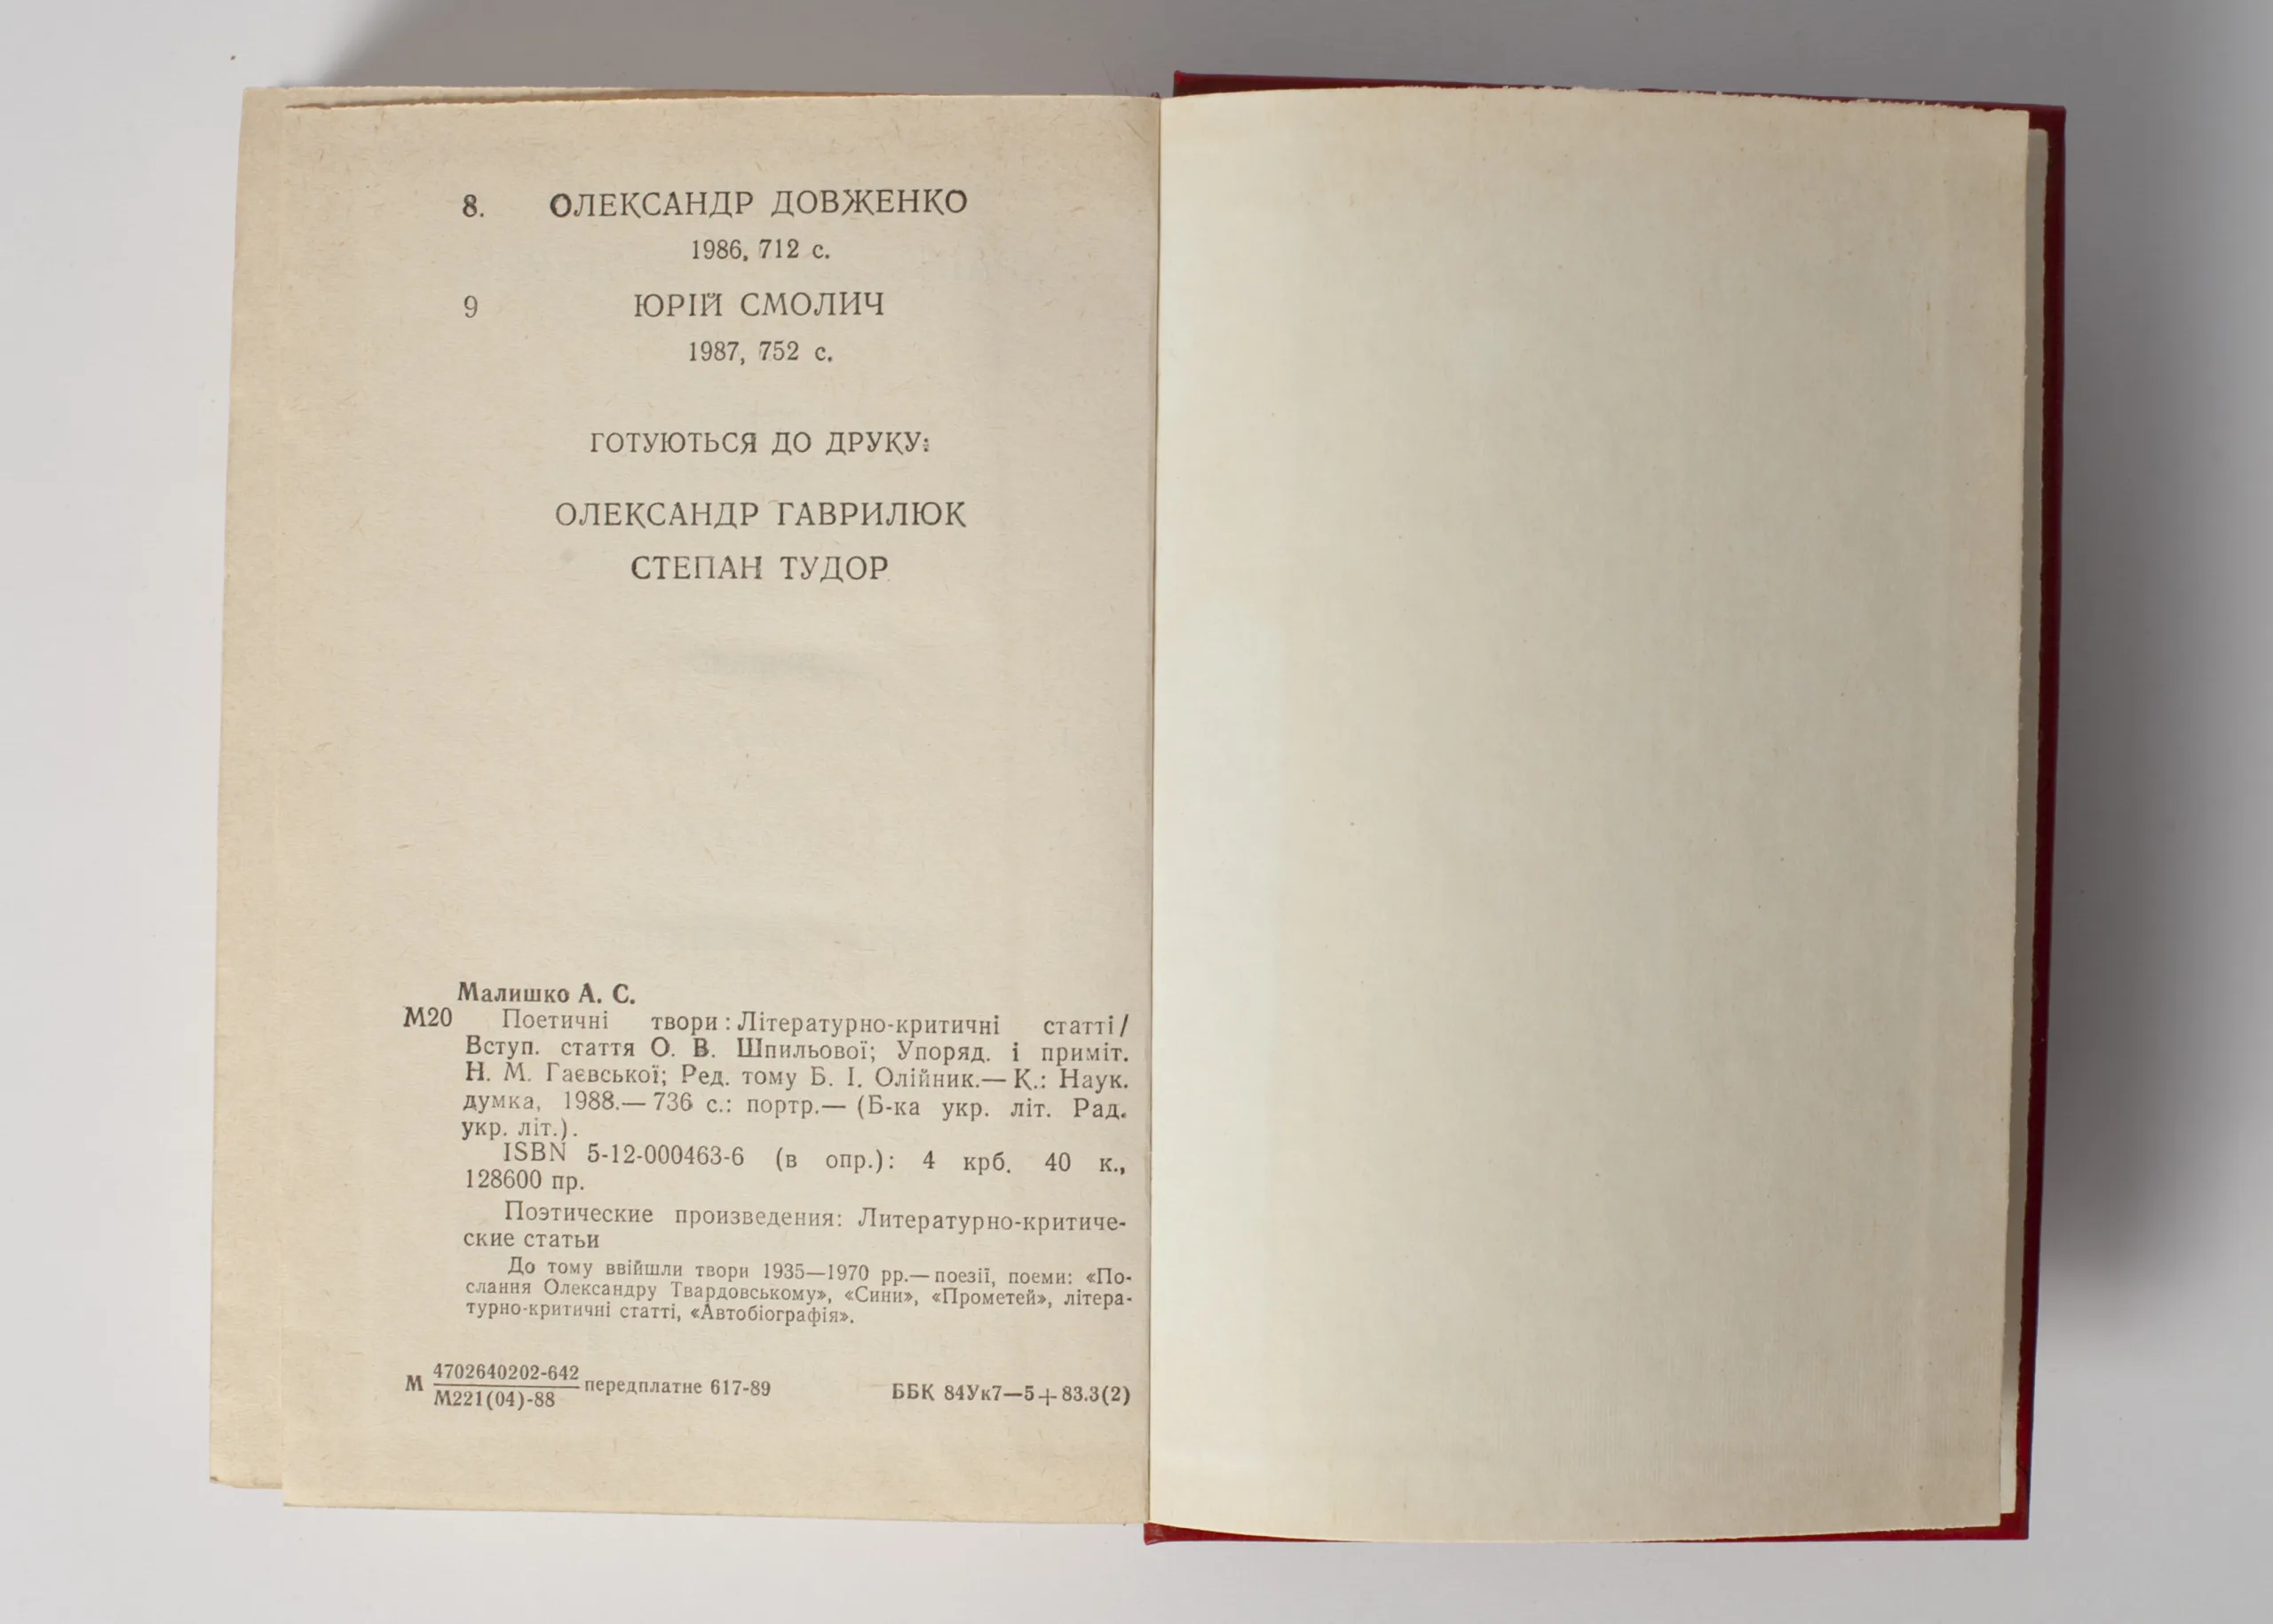 8. ОЛЕКСАНДР ДОВЖЕНКО
1986, 712 с.
9 ЮРІЙ СМОЛИЧ
1987, 752 с.
ГОТУЮТЬСЯ ДО ДРУКУ:
ОЛЕКСАНДР ГАВРИЛЮК
СТЕПАН ТУДОР
Малишко А. С.
М20 Поетичні твори : Літературно-критичні статті /
Вступ. стаття О. В. Шпильової; Упоряд. і приміт.
Н. М. Гаєвської; Ред. тому Б. І. Олійник.— К.: Наук.
думка, 1988.— 736 с.: портр.— (Б-ка укр. літ. Рад.
укр. літ.).
ISBN 5-12-000463-6 (в опр.): 4 крб. 40 к.,
128600 пр.
Поэтические произведения: Литературно-критиче-
ские статьи
До тому ввійшли твори 1935—1970 рр.— поезії, поеми: «По-
слання Олександру Твардовському», «Сини», «Прометей», літера-
турно-критичні статті, «Автобіографія».
М 4702640202-642
М221(04)-88 передплатне 617-89 ББК 84Ук7—5+83.3(2)